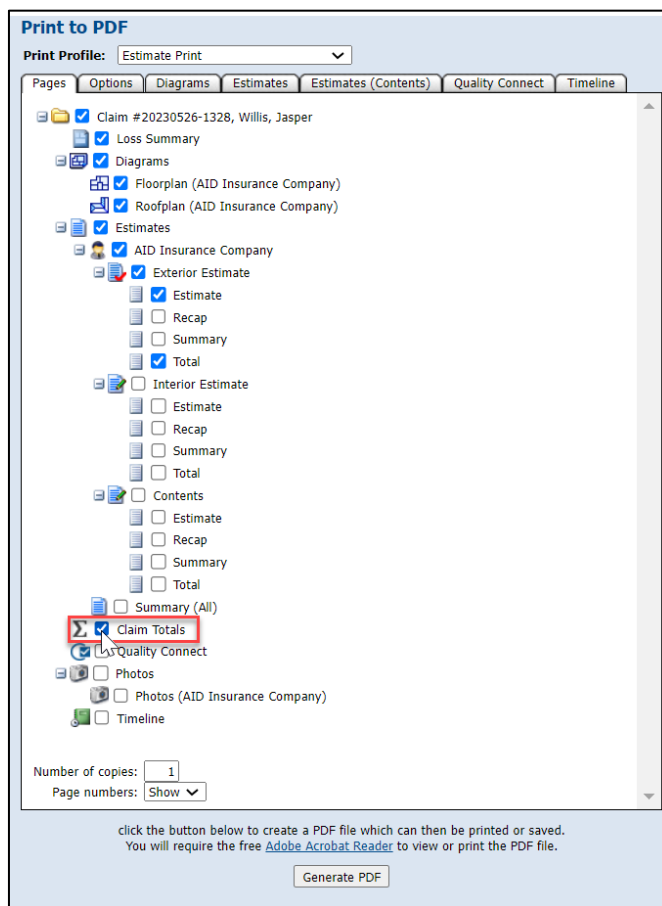 Print to PDF
Print Profile: Estimate Print
Pages Options Diagrams Estimates Estimates (Contents) Quality Connect Timeline
Claim #20230526-1328, Willis, Jasper
Loss Summary
Diagrams
Floorplan (AID Insurance Company)
Roofplan (AID Insurance Company)
Estimates
AID Insurance Company
Exterior Estimate
Estimate
Recap
Summary
Total
Interior Estimate
Estimate
Recap
Summary
Total
Contents
Estimate
Recap
Summary
Total
Summary (All)
Σ Claim Totals
Quality Connect
Photos
Photos (AID Insurance Company)
Timeline
Number of copies: 1
Page numbers: Show
click the button below to create a PDF file which can then be printed or saved.
You will require the free Adobe Acrobat Reader to view or print the PDF file.
Generate PDF